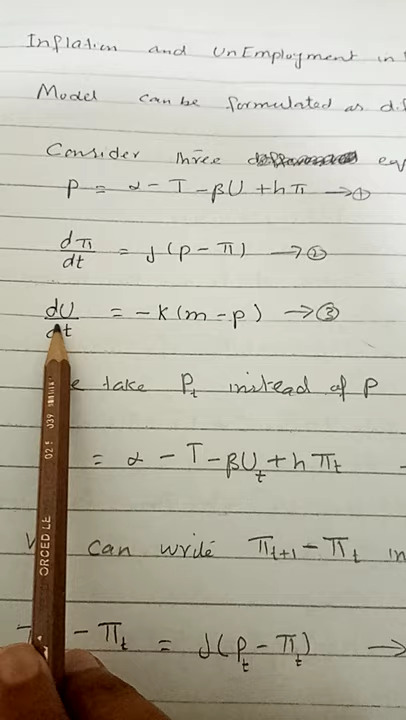 Inflation and UnEmployment in
Model can be formulated as
Consider three
p = α - T - βU + hπ → ①
dπ/dt = j(p - π) → ②
dU/dt = -k(m - p) → ③
take Pt instead of P
= α - T - βUt + hπt
can write πt+1 - πt in
- πt = j(Pt - πt) →
ORCEDLE